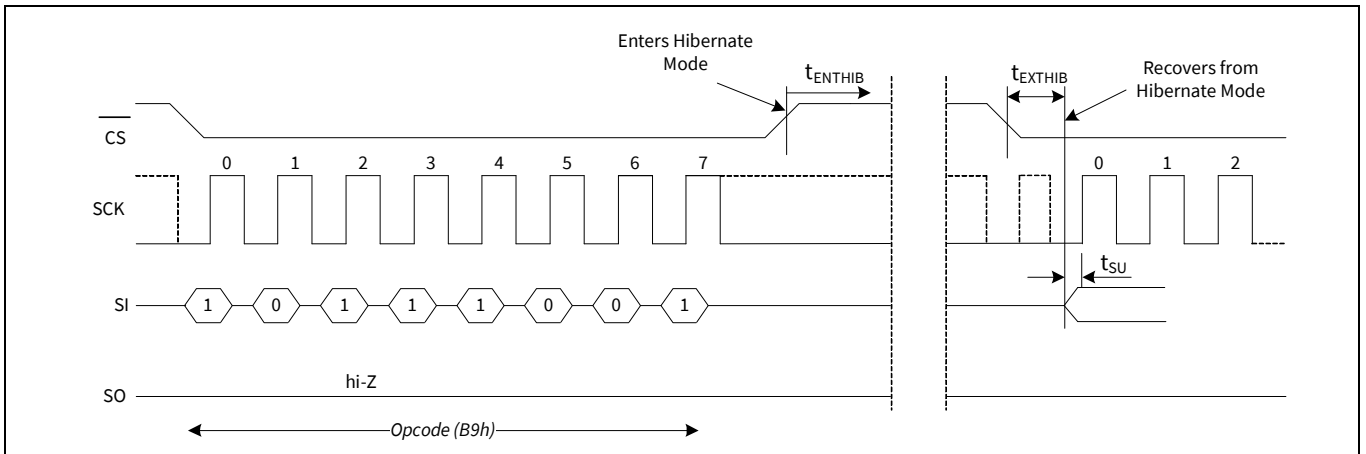 Enters Hibernate
Mode
tENTHIB
tEXTHIB
Recovers from
Hibernate Mode
CS
0 1 2 3 4 5 6 7 0 1 2
SCK
tSU
SI 1 0 1 1 1 0 0 1
hi-Z
SO
Opcode (B9h)